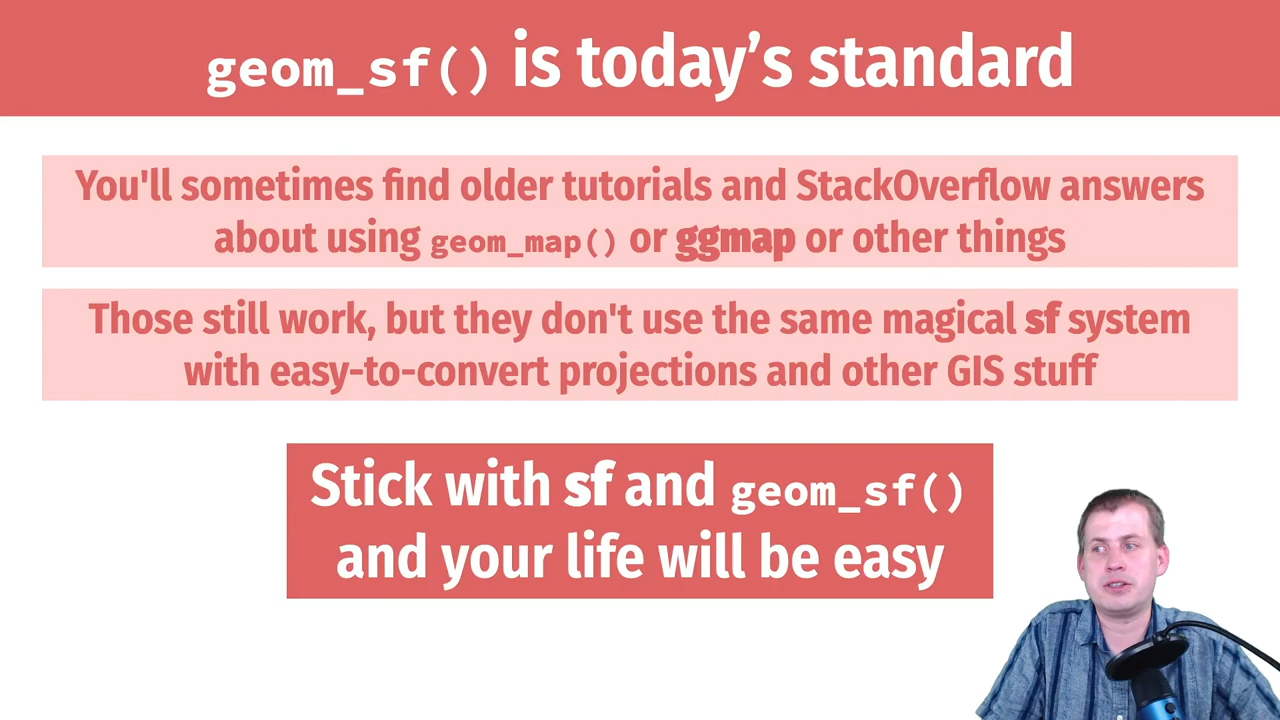 geom_sf() is today’s standard
You'll sometimes find older tutorials and StackOverflow answers
about using geom_map() or ggmap or other things
Those still work, but they don't use the same magical sf system
with easy-to-convert projections and other GIS stuff
Stick with sf and geom_sf()
and your life will be easy